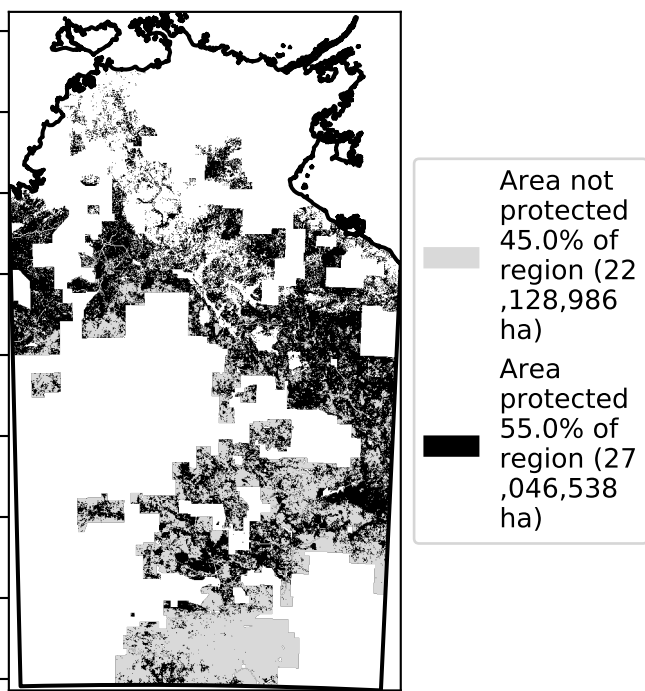 Area not
protected
45.0% of
region (22
,128,986
ha)
Area
protected
55.0% of
region (27
,046,538
ha)